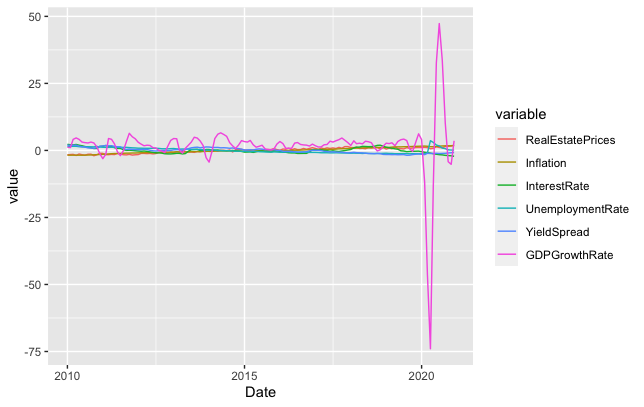 50
25
0
-25
-50
-75
value
2010
2015
2020
Date
variable
RealEstatePrices
Inflation
InterestRate
UnemploymentRate
YieldSpread
GDPGrowthRate